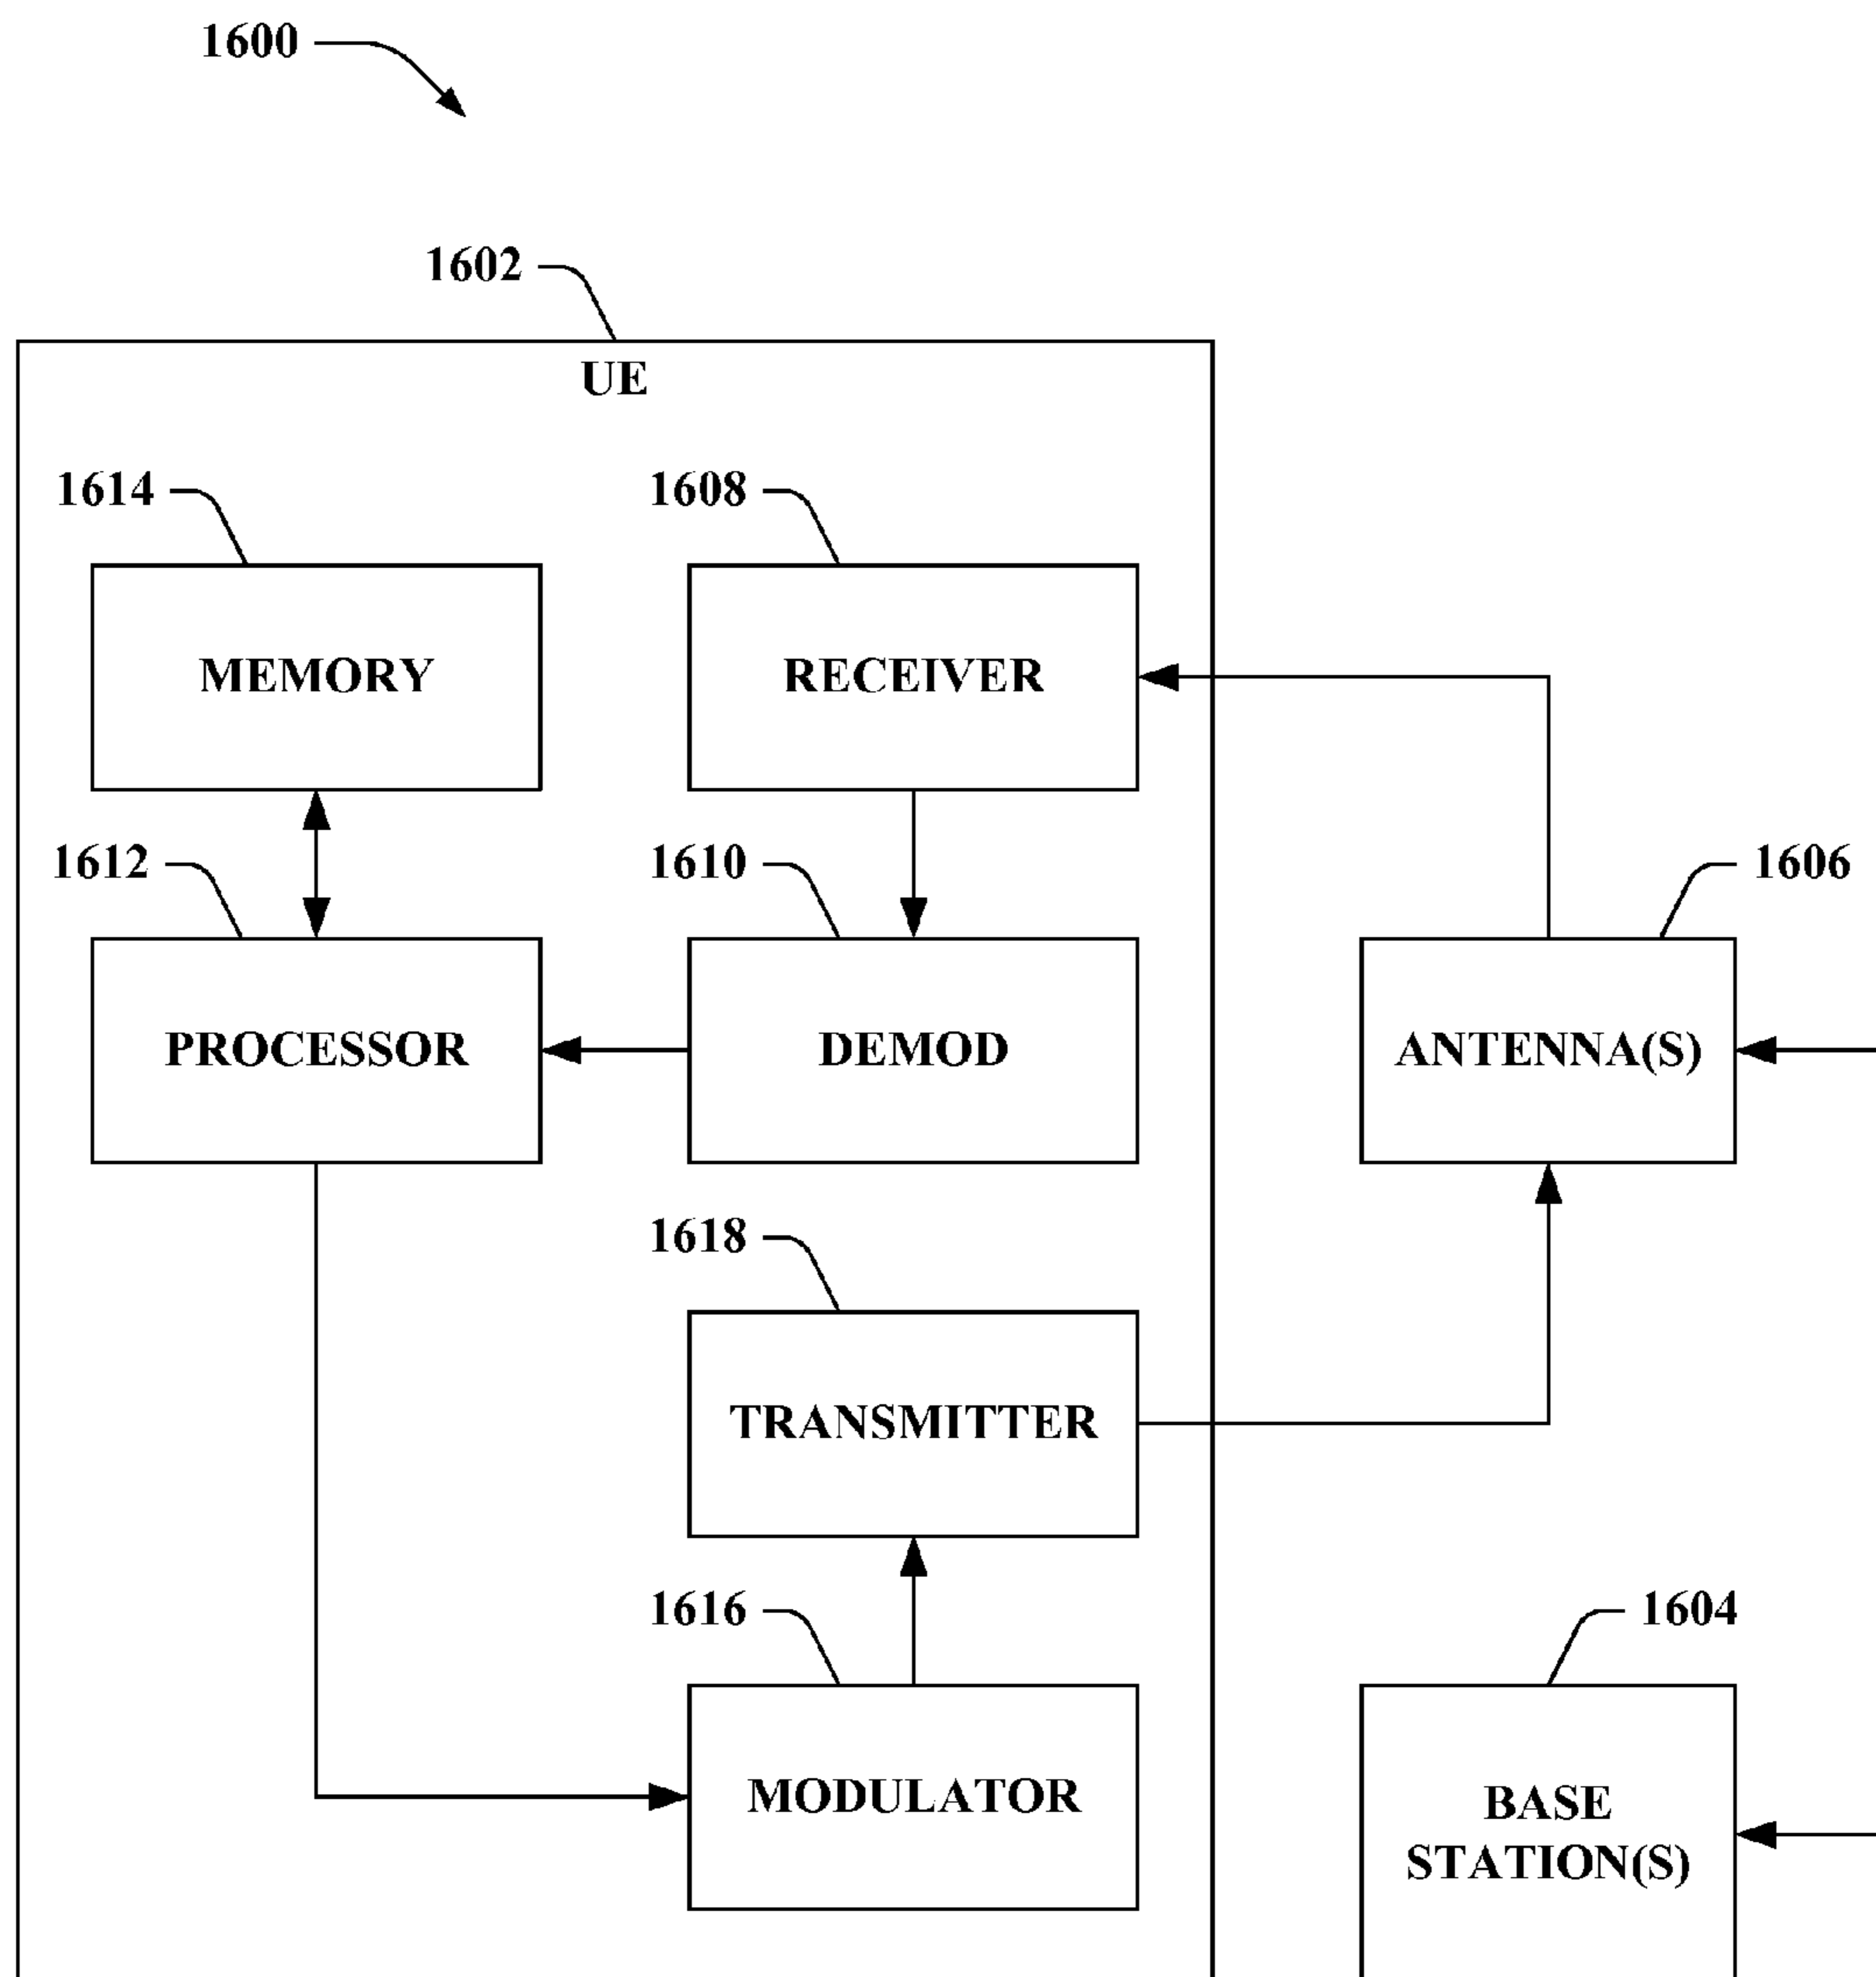 1600
1602
UE
1614
1608
MEMORY
RECEIVER
1612
1610
1606
PROCESSOR
DEMOD
ANTENNA(S)
1618
TRANSMITTER
1616
1604
MODULATOR
BASE
STATION(S)